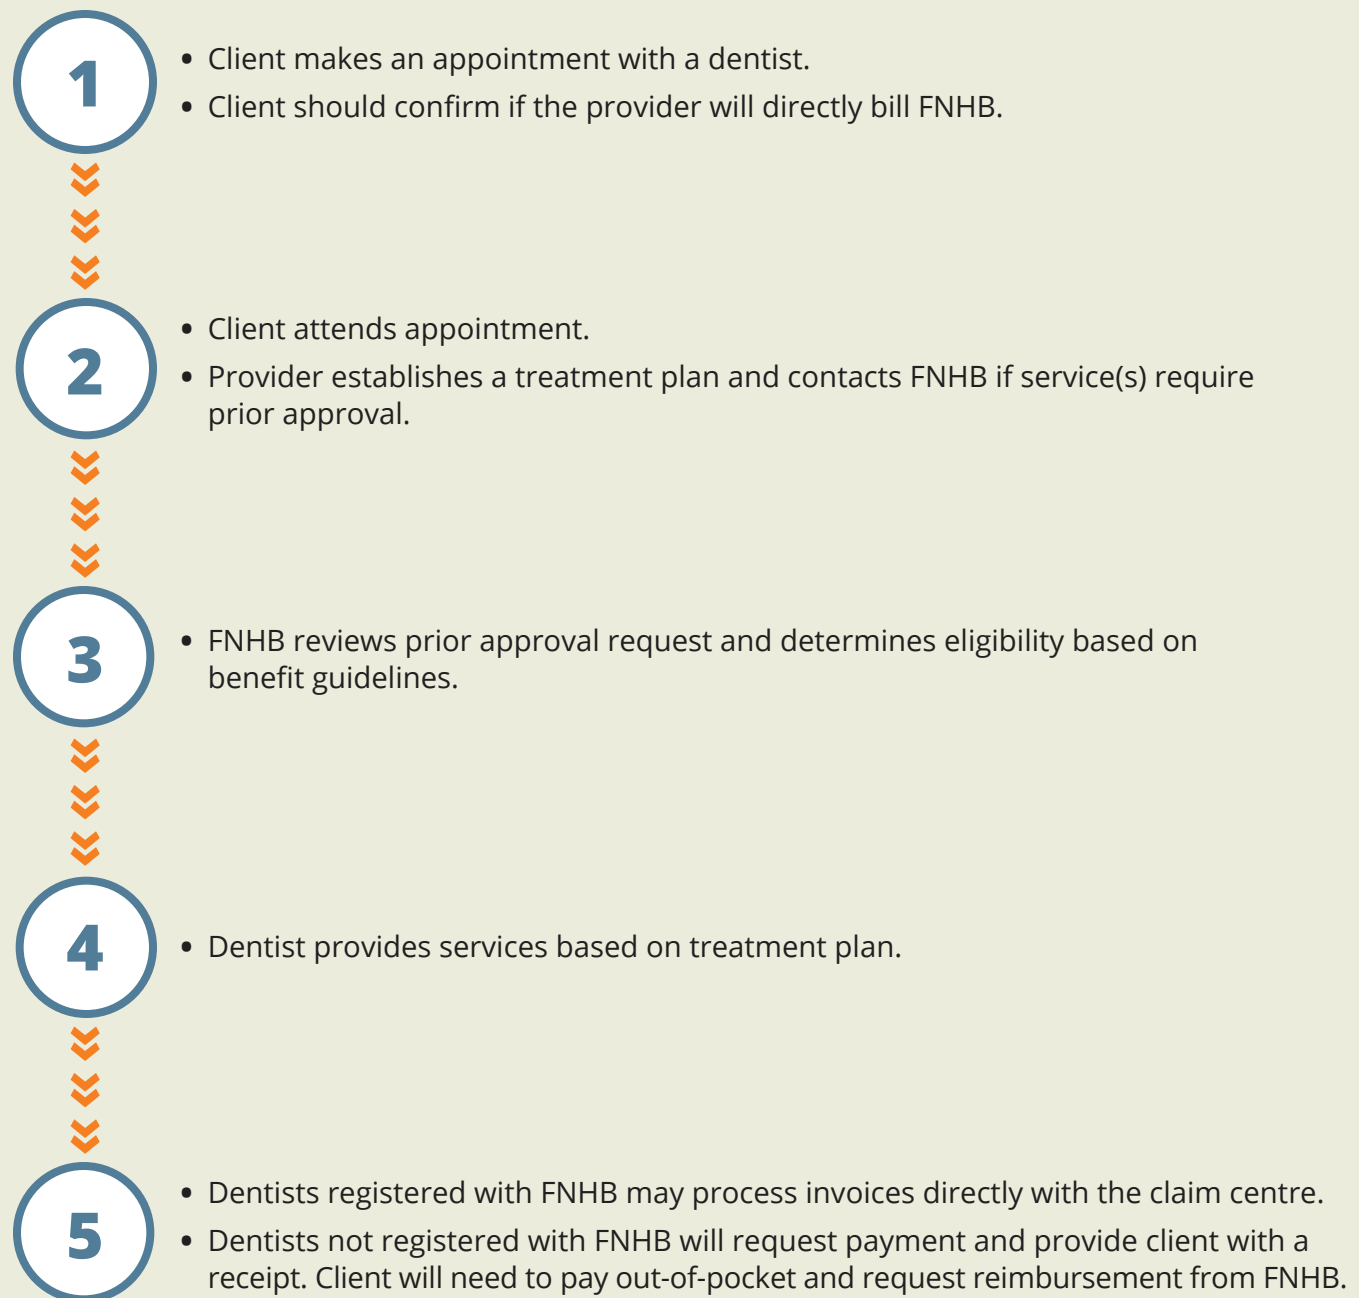 1
• Client makes an appointment with a dentist.
• Client should confirm if the provider will directly bill FNHB.
2
• Client attends appointment.
• Provider establishes a treatment plan and contacts FNHB if service(s) require
prior approval.
3
• FNHB reviews prior approval request and determines eligibility based on
benefit guidelines.
4
• Dentist provides services based on treatment plan.
5
• Dentists registered with FNHB may process invoices directly with the claim centre.
• Dentists not registered with FNHB will request payment and provide client with a
receipt. Client will need to pay out-of-pocket and request reimbursement from FNHB.